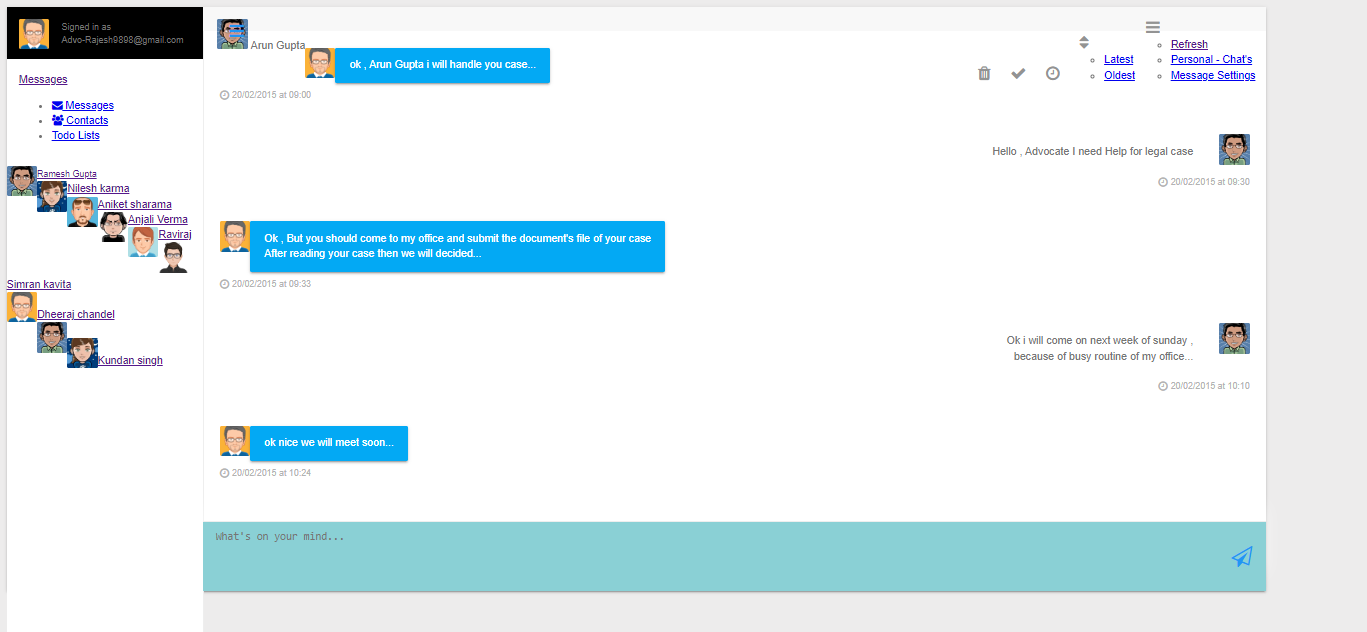 Signed in as
Advo-Rajesh9898@gmail.com
Messages
Messages
Contacts
Todo Lists
Ramesh Gupta
Nilesh karma
Aniket sharama
Anjali Verma
Raviraj
Simran kavita
Dheeraj chandel
Kundan singh
Arun Gupta
Latest
Oldest
Refresh
Personal - Chat's
Message Settings
ok , Arun Gupta i will handle you case...
20/02/2015 at 09:00
Hello , Advocate I need Help for legal case
20/02/2015 at 09:30
Ok , But you should come to my office and submit the document's file of your case
After reading your case then we will decided...
20/02/2015 at 09:33
Ok i will come on next week of sunday ,
because of busy routine of my office...
20/02/2015 at 10:10
ok nice we will meet soon...
20/02/2015 at 10:24
What's on your mind...